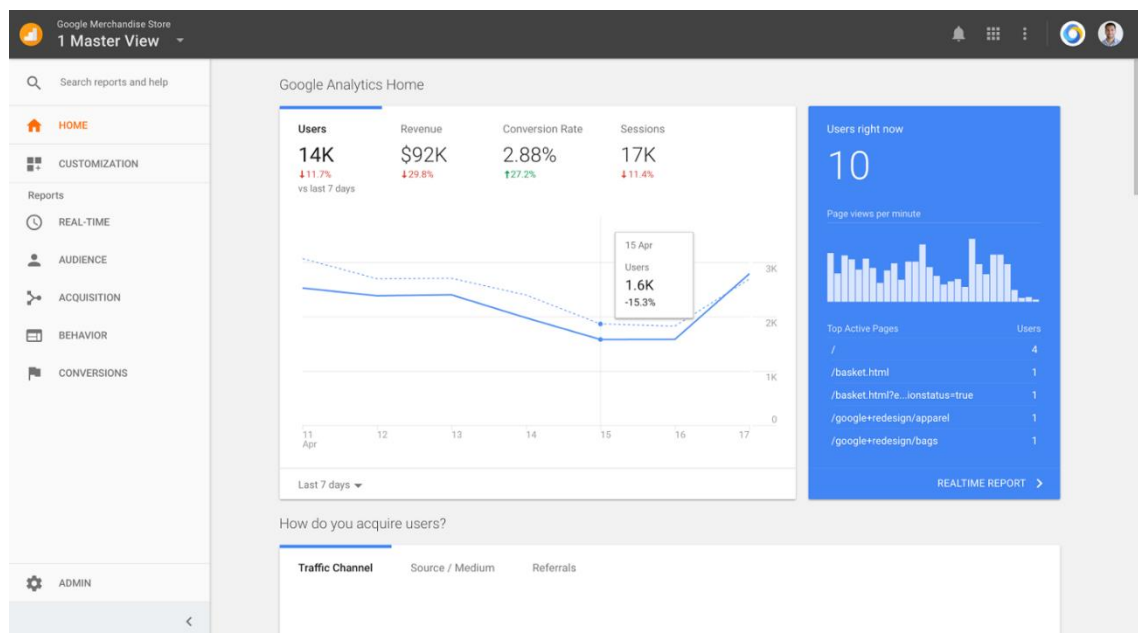 Google Merchandise Store
1 Master View
Search reports and help
HOME
CUSTOMIZATION
Reports
REAL-TIME
AUDIENCE
ACQUISITION
BEHAVIOR
CONVERSIONS
ADMIN
Google Analytics Home
Users Revenue Conversion Rate Sessions
14K $92K 2.88% 17K
↓11.7% ↓29.8% ↑27.2% ↓11.4%
vs last 7 days
15 Apr
Users
1.6K
-15.3%
3K
2K
1K
0
11 12 13 14 15 16 17
Apr
Last 7 days
Users right now
10
Page views per minute
Top Active Pages Users
/ 4
/basket.html 1
/basket.html?e...ionstatus=true 1
/google+redesign/apparel 1
/google+redesign/bags 1
REALTIME REPORT
How do you acquire users?
Traffic Channel Source / Medium Referrals